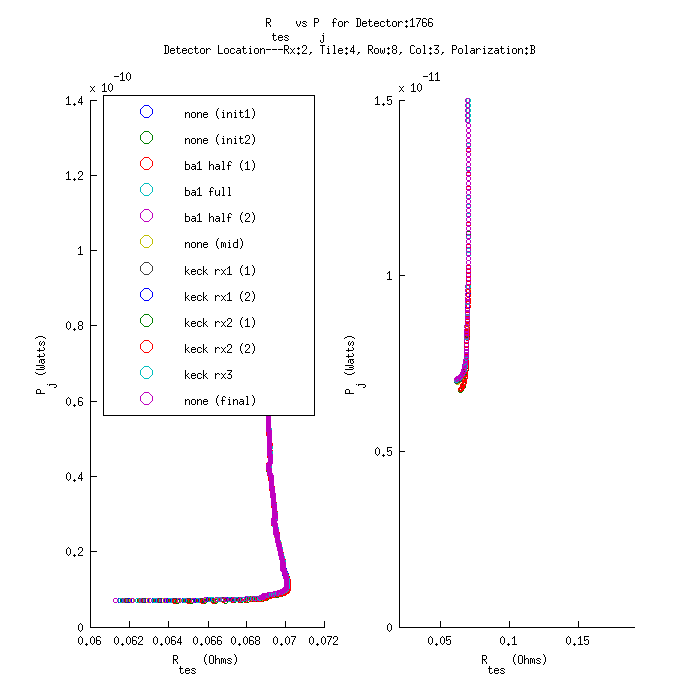 R    vs P  for Detector:1766
tes    j
Detector Location---Rx:2, Tile:4, Row:8, Col:3, Polarization:B
x 10^-10
1.4
1.2
1
0.8
0.6
0.4
0.2
0
P_j (Watts)
0.06 0.062 0.064 0.066 0.068 0.07 0.072
R_tes (Ohms)
none (init1)
none (init2)
ba1 half (1)
ba1 full
ba1 half (2)
none (mid)
keck rx1 (1)
keck rx1 (2)
keck rx2 (1)
keck rx2 (2)
keck rx3
none (final)
x 10^-11
1.5
1
0.5
0
P_j (Watts)
0.05 0.1 0.15
R_tes (Ohms)